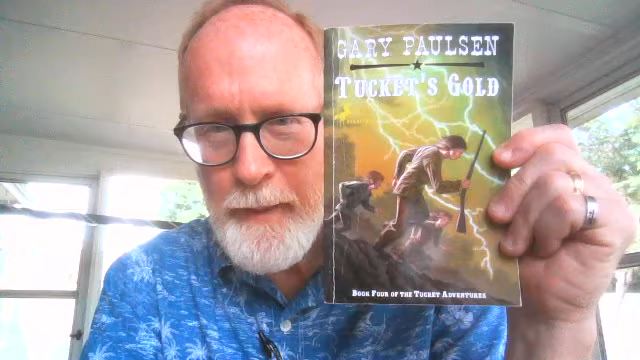 GARY PAULSEN
TUCKET'S GOLD
BOOK FOUR OF THE TUCKET ADVENTURES